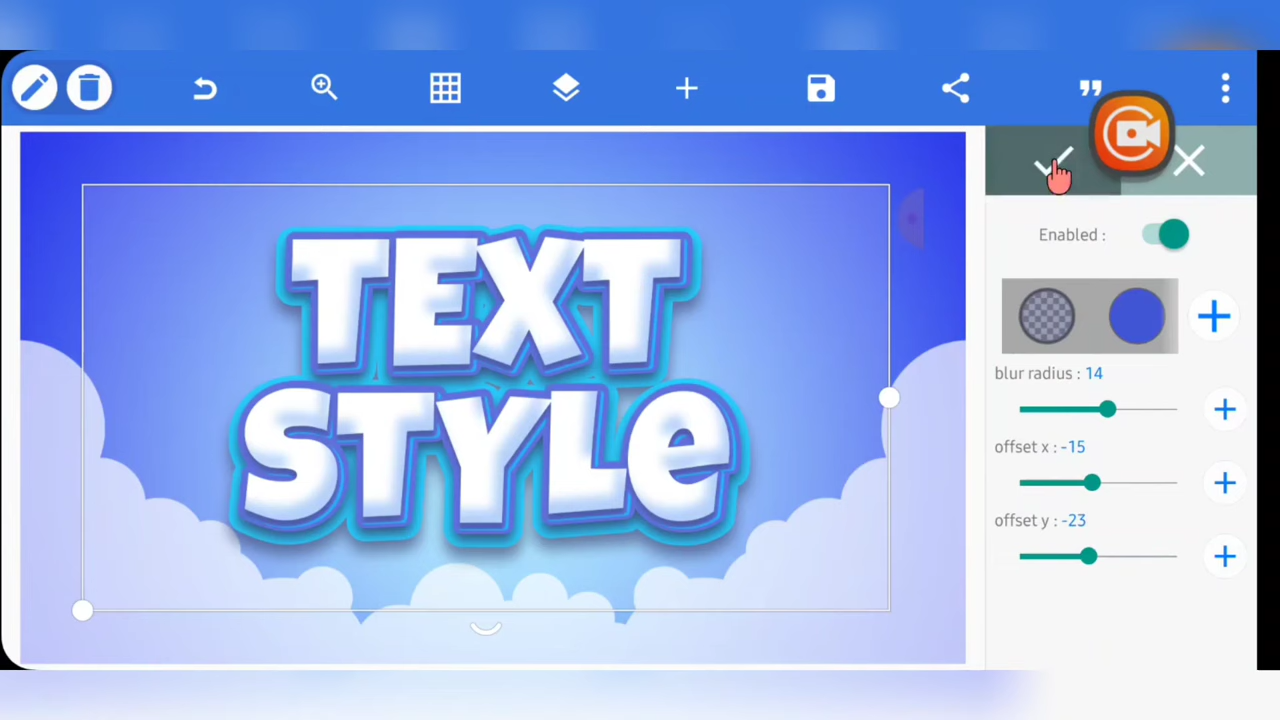 Enabled :
TEXT
STYLe
blur radius : 14
offset x : -15
offset y : -23